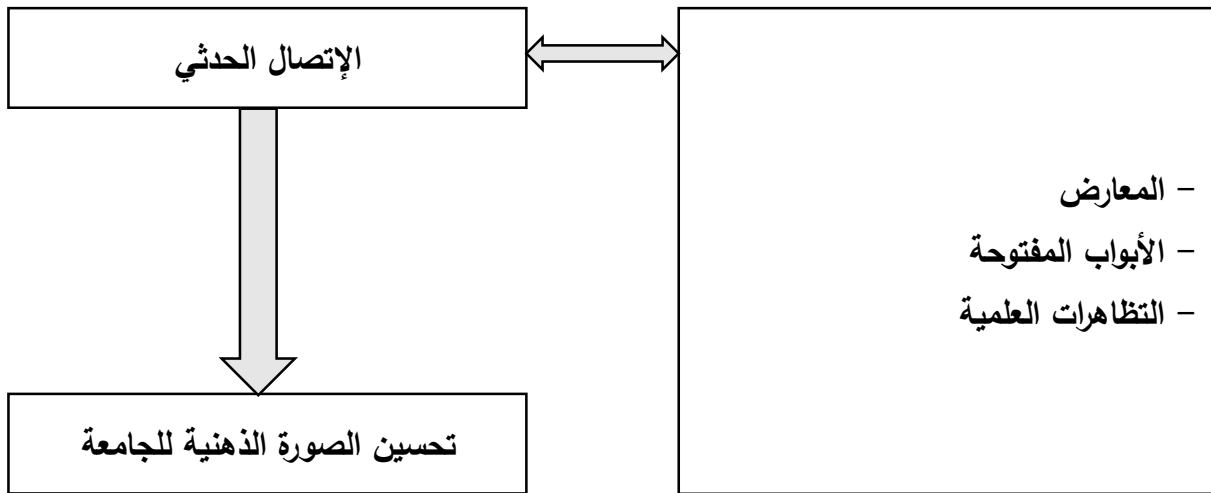 الإتصال الحدثي
- المعارض
- الأبواب المفتوحة
- التظاهرات العلمية
تحسين الصورة الذهنية للجامعة